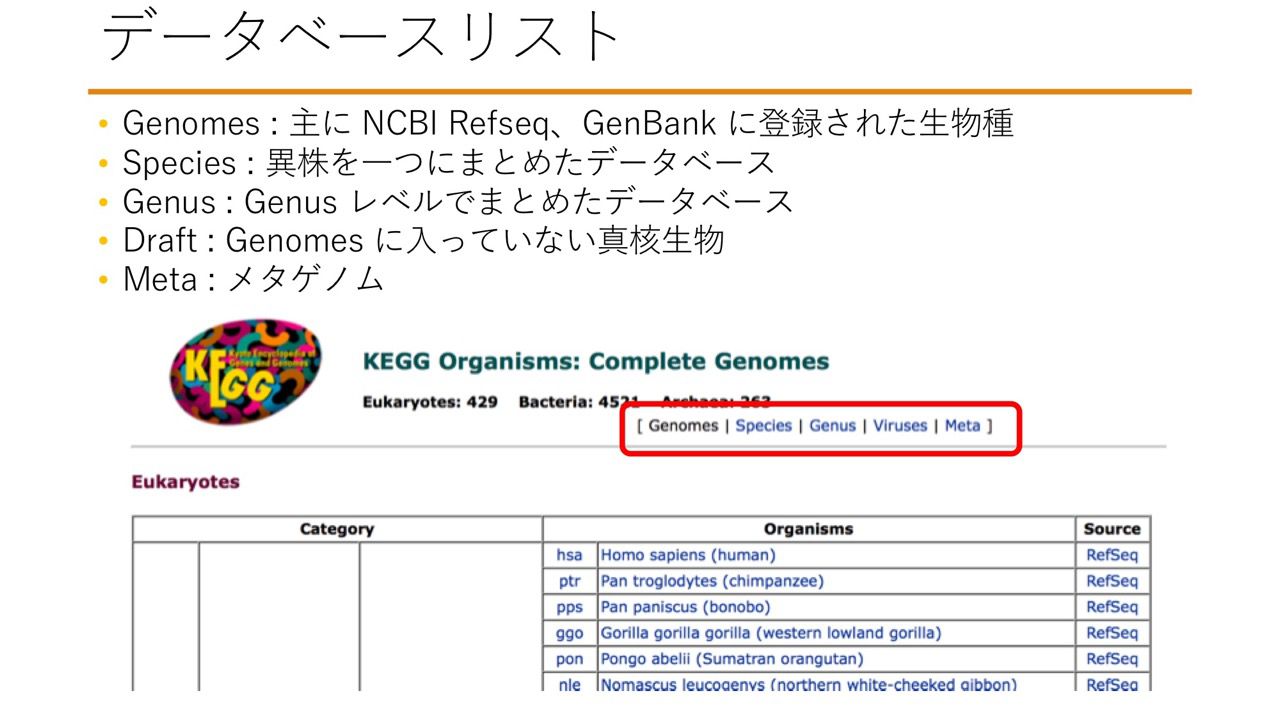 データベースリスト
• Genomes : 主に NCBI Refseq、GenBank に登録された生物種
• Species : 異株を一つにまとめたデータベース
• Genus : Genus レベルでまとめたデータベース
• Draft : Genomes に入っていない真核生物
• Meta : メタゲノム
KEGG
Kyoto Encyclopedia of
Genes and Genomes
KEGG Organisms: Complete Genomes
Eukaryotes: 429 Bacteria: 4521 Archaea: 263
[ Genomes | Species | Genus | Viruses | Meta ]
Eukaryotes
Category Organisms Source
hsa Homo sapiens (human) RefSeq
ptr Pan troglodytes (chimpanzee) RefSeq
pps Pan paniscus (bonobo) RefSeq
ggo Gorilla gorilla gorilla (western lowland gorilla) RefSeq
pon Pongo abelii (Sumatran orangutan) RefSeq
nle Nomascus leucogenys (northern white-cheeked gibbon) RefSeq